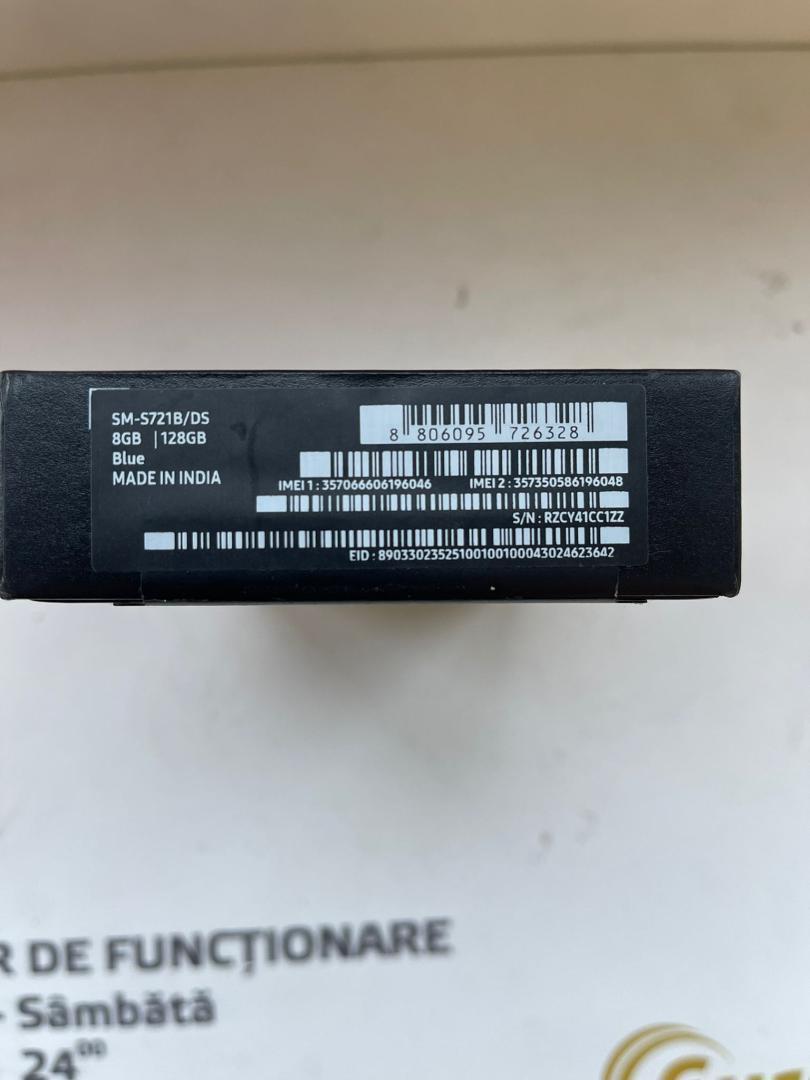 SM-S721B/DS
8GB | 128GB
Blue
MADE IN INDIA
8 806095 726328
IMEI 1 : 357066606196046 IMEI 2 : 357350586196048
S/N : RZCY41CC1ZZ
EID : 89033023525100100100043024623642
R DE FUNCȚIONARE
- Sâmbătă
24⁰⁰